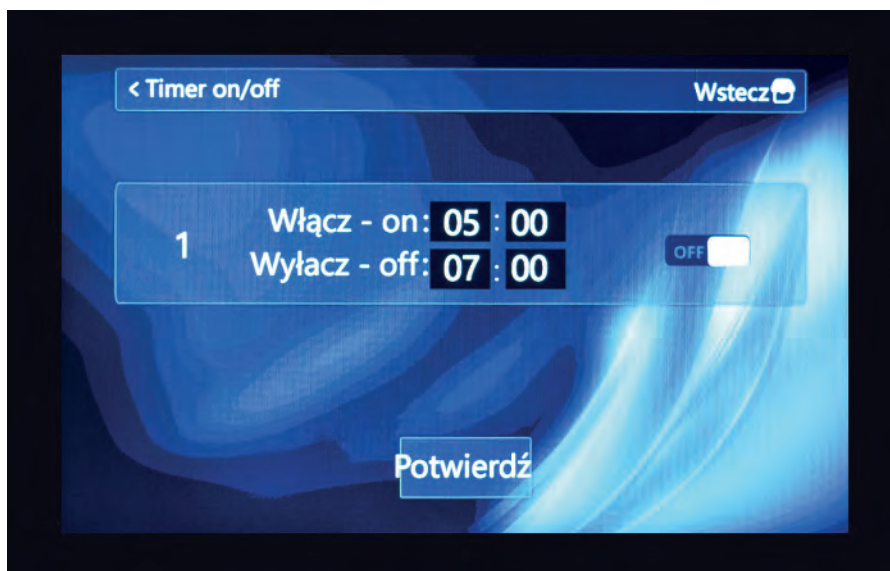 < Timer on/off Wstecz
1
Włącz - on: 05 : 00
Wyłacz - off: 07 : 00
OFF
Potwierdź